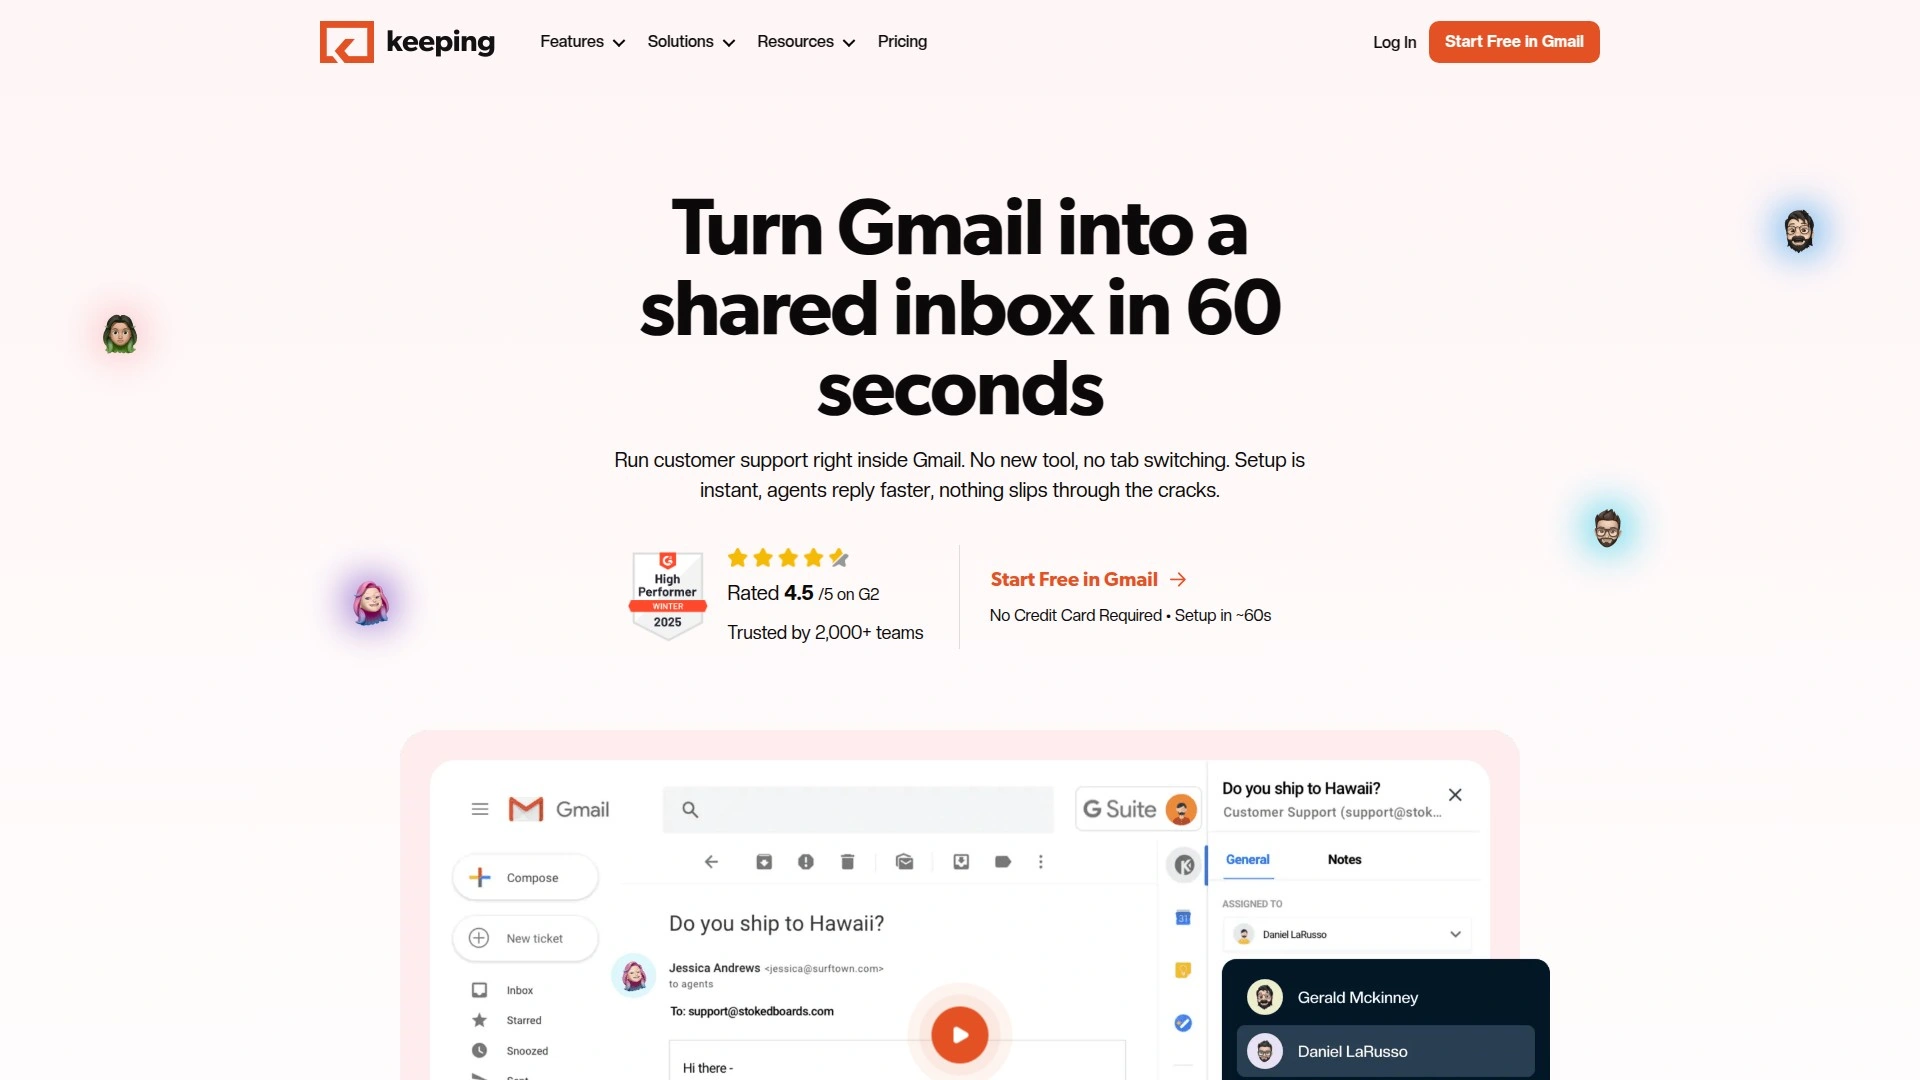 keeping
Features
Solutions
Resources
Pricing
Log In
Start Free in Gmail
Turn Gmail into a
shared inbox in 60
seconds
Run customer support right inside Gmail. No new tool, no tab switching. Setup is
instant, agents reply faster, nothing slips through the cracks.
High
Performer
WINTER
2025
Rated 4.5 /5 on G2
Trusted by 2,000+ teams
Start Free in Gmail
No Credit Card Required • Setup in ~60s
Gmail
G Suite
Compose
New ticket
Inbox
Starred
Snoozed
Do you ship to Hawaii?
Jessica Andrews <jessica@surftown.com>
to agents
To: support@stokedboards.com
Hi there -
31
Do you ship to Hawaii?
Customer Support (support@stok...
General
Notes
ASSIGNED TO
Daniel LaRusso
Gerald Mckinney
Daniel LaRusso